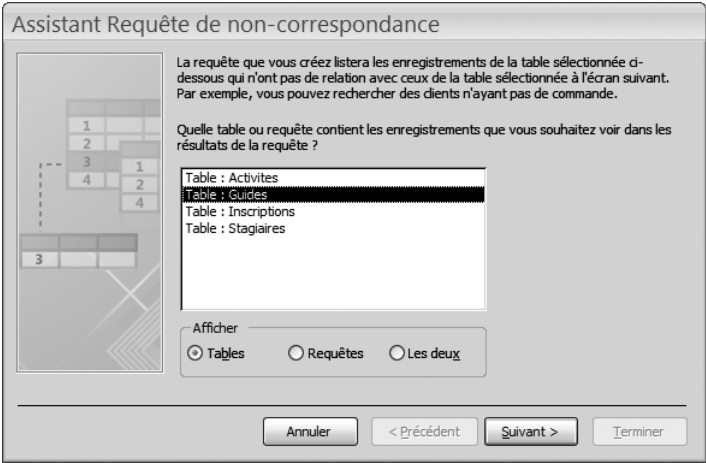 Assistant Requête de non-correspondance
La requête que vous créez listera les enregistrements de la table sélectionnée ci-
dessous qui n'ont pas de relation avec ceux de la table sélectionnée à l'écran suivant.
Par exemple, vous pouvez rechercher des clients n'ayant pas de commande.
Quelle table ou requête contient les enregistrements que vous souhaitez voir dans les
résultats de la requête ?
1
2
3
4
1
2
4
3
Table : Activites
Table : Guides
Table : Inscriptions
Table : Stagiaires
Afficher
Tables
Requêtes
Les deux
Annuler
< Précédent
Suivant >
Terminer